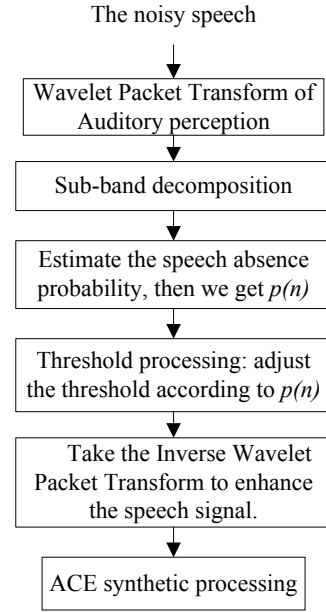 The noisy speech
Wavelet Packet Transform of
Auditory perception
Sub-band decomposition
Estimate the speech absence
probability, then we get p(n)
Threshold processing: adjust
the threshold according to p(n)
Take the Inverse Wavelet
Packet Transform to enhance
the speech signal.
ACE synthetic processing